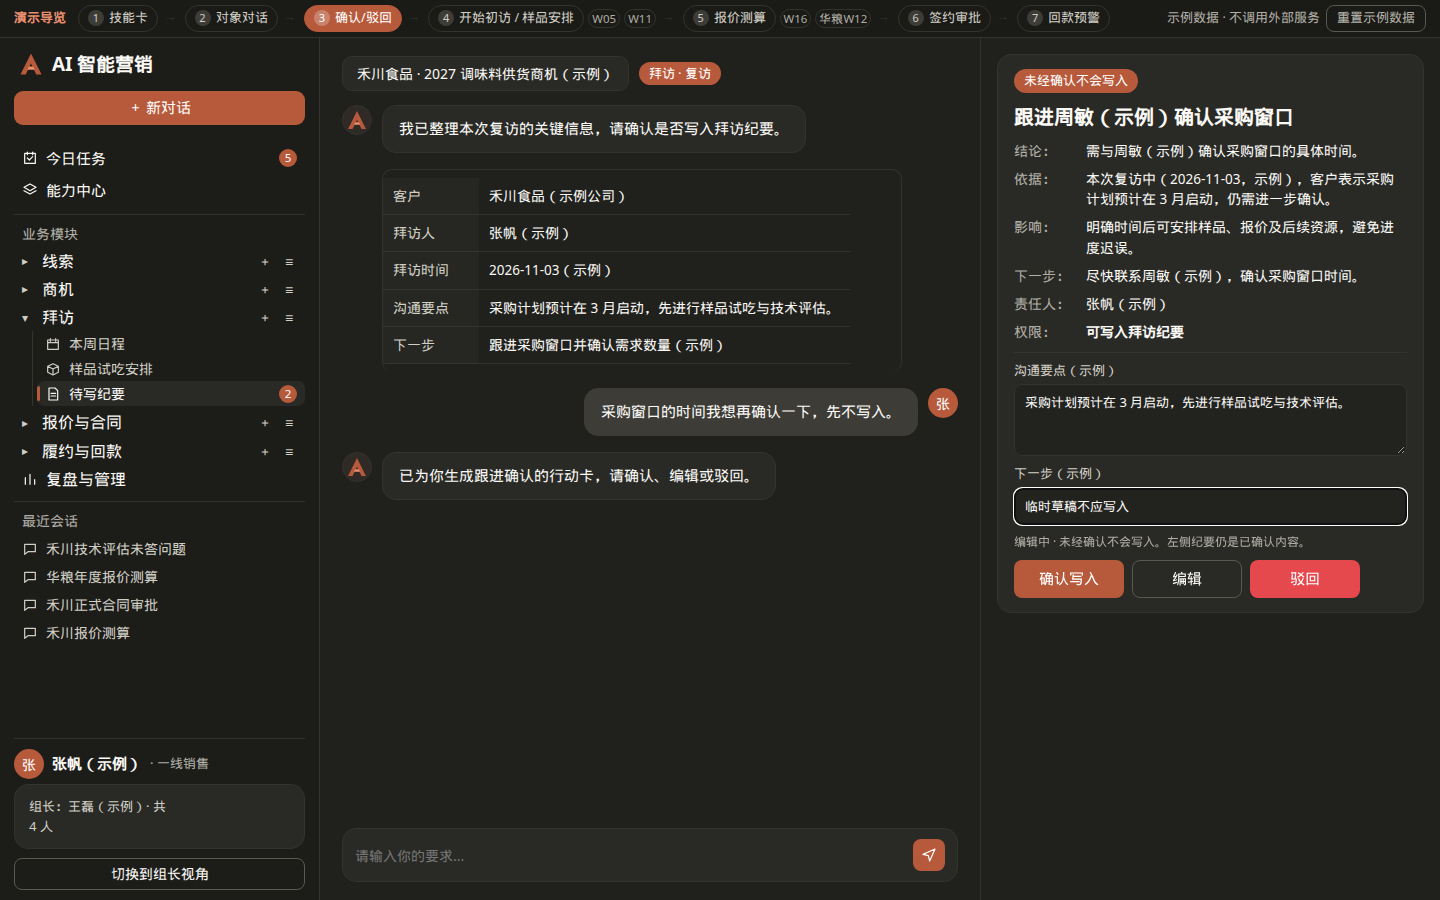 演示导览
1 技能卡
2 对象对话
3 确认/驳回
4 开始初访 / 样品安排
W05
W11
5 报价测算
W16
华粮W12
6 签约审批
7 回款预警
示例数据 · 不调用外部服务
重置示例数据
AI 智能营销
+ 新对话
今日任务 5
能力中心
业务模块
▸ 线索 + ≡
▸ 商机 + ≡
▾ 拜访 + ≡
本周日程
样品试吃安排
待写纪要 2
▸ 报价与合同 + ≡
▸ 履约与回款 + ≡
复盘与管理
最近会话
禾川技术评估未答问题
华粮年度报价测算
禾川正式合同审批
禾川报价测算
张 张帆（示例） · 一线销售
组长：王磊（示例）· 共
4 人
切换到组长视角
禾川食品 · 2027 调味料供货商机（示例）
拜访 · 复访
我已整理本次复访的关键信息，请确认是否写入拜访纪要。
客户 禾川食品（示例公司）
拜访人 张帆（示例）
拜访时间 2026-11-03（示例）
沟通要点 采购计划预计在 3 月启动，先进行样品试吃与技术评估。
下一步 跟进采购窗口并确认需求数量（示例）
采购窗口的时间我想再确认一下，先不写入。
张
已为你生成跟进确认的行动卡，请确认、编辑或驳回。
请输入你的要求...
未经确认不会写入
跟进周敏（示例）确认采购窗口
结论： 需与周敏（示例）确认采购窗口的具体时间。
依据： 本次复访中（2026-11-03，示例），客户表示采购
计划预计在 3 月启动，仍需进一步确认。
影响： 明确时间后可安排样品、报价及后续资源，避免进
度迟误。
下一步： 尽快联系周敏（示例），确认采购窗口时间。
责任人： 张帆（示例）
权限： 可写入拜访纪要
沟通要点（示例）
采购计划预计在 3 月启动，先进行样品试吃与技术评估。
下一步（示例）
临时草稿不应写入
编辑中 · 未经确认不会写入。左侧纪要仍是已确认内容。
确认写入
编辑
驳回